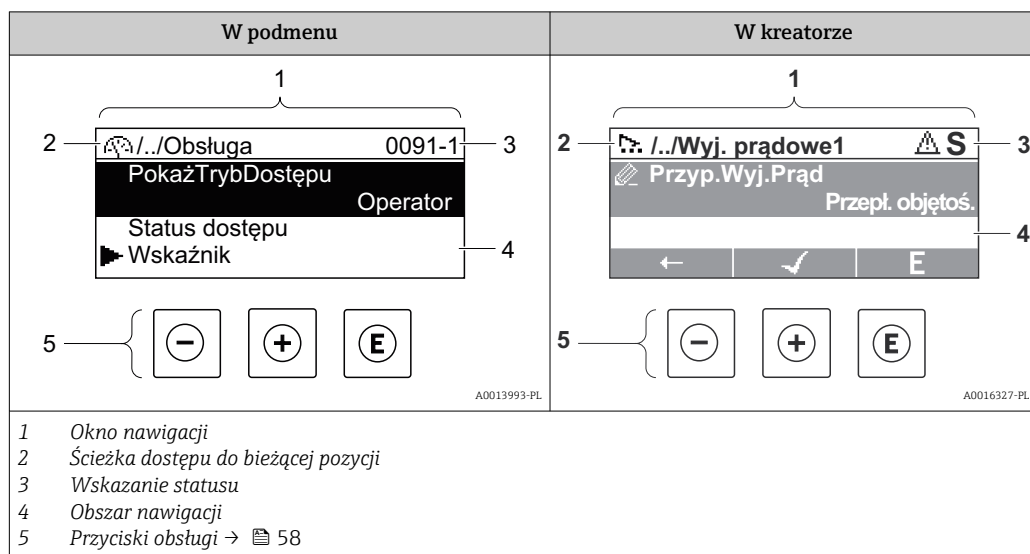 W podmenu
W kreatorze
1
2
/../Obsługa 0091-1
3
PokażTrybDostępu
Operator
Status dostępu
Wskaźnik
4
5
- + E
A0013993-PL
1
2
/../Wyj. prądowe1 S
3
Przyp.Wyj.Prąd
Przepł. objętoś.
4
E
5
- + E
A0016327-PL
1 Okno nawigacji
2 Ścieżka dostępu do bieżącej pozycji
3 Wskazanie statusu
4 Obszar nawigacji
5 Przyciski obsługi → 58